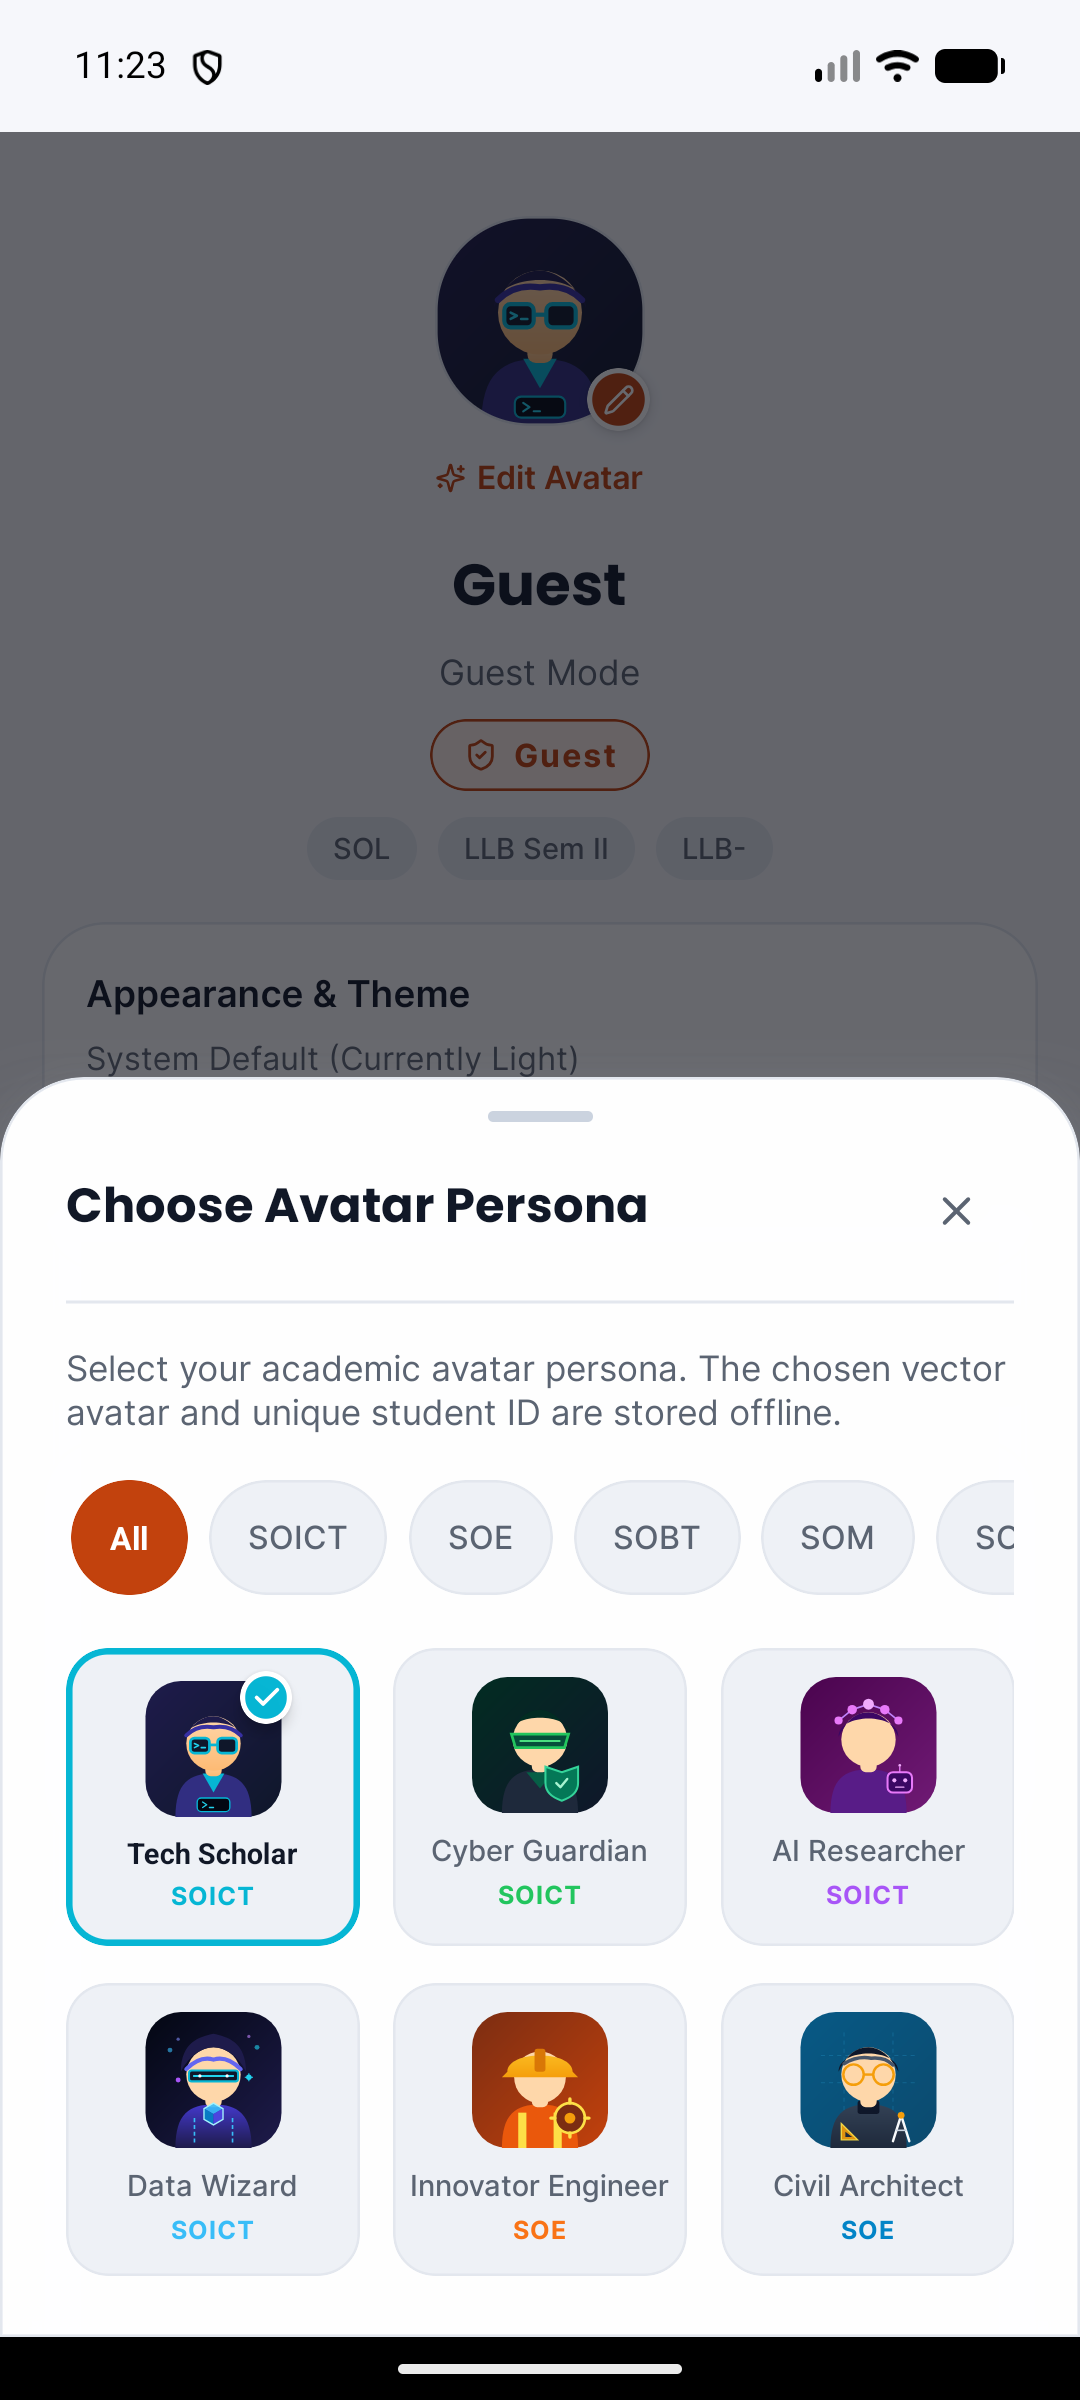 11:23
>_
>_
Edit Avatar
Guest
Guest Mode
Guest
SOL
LLB Sem II
LLB-
Appearance & Theme
System Default (Currently Light)
Choose Avatar Persona
Select your academic avatar persona. The chosen vector
avatar and unique student ID are stored offline.
All
SOICT
SOE
SOBT
SOM
>_
>_
Tech Scholar
SOICT
Cyber Guardian
SOICT
AI Researcher
SOICT
Data Wizard
SOICT
Innovator Engineer
SOE
Civil Architect
SOE